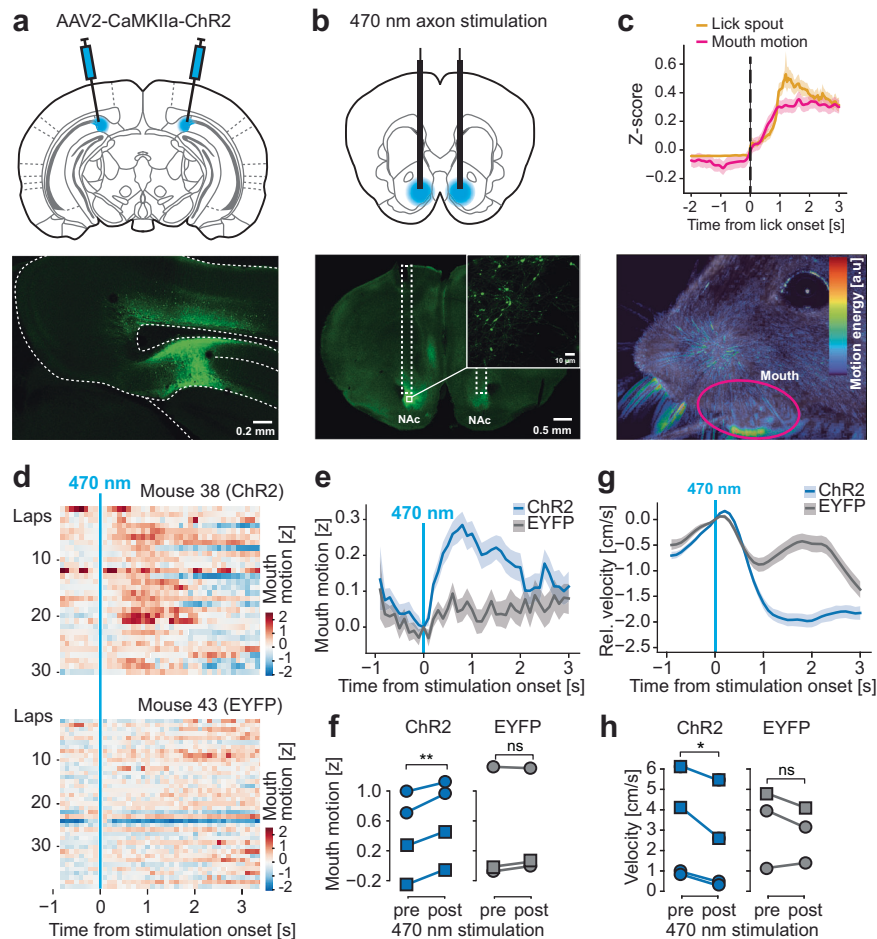 a
AAV2-CaMKIIa-ChR2
0.2 mm
b
470 nm axon stimulation
10 µm
NAc
NAc
0.5 mm
c
Lick spout
Mouth motion
Z-score
0.6
0.4
0.2
0.0
−0.2
-2
-1
0
1
2
3
Time from lick onset [s]
Motion energy [a.u]
Mouth
d
470 nm
Mouse 38 (ChR2)
Laps
10
20
30
Mouth
motion [z]
2
1
0
-1
-2
Mouse 43 (EYFP)
Laps
10
20
30
Mouth
motion [z]
2
1
0
-1
-2
−1
0
1
2
3
Time from stimulation onset [s]
e
470 nm
ChR2
EYFP
Mouth motion [z]
0.3
0.2
0.1
0.0
−1
0
1
2
3
Time from stimulation onset [s]
f
ChR2
EYFP
**
ns
Mouth motion [z]
1.0
0.6
0.2
−0.2
pre
post
pre
post
470 nm stimulation
g
470 nm
ChR2
EYFP
Rel. velocity [cm/s]
0.0
−0.5
−1.0
−1.5
−2.0
−2.5
−1
0
1
2
3
Time from stimulation onset [s]
h
ChR2
EYFP
*
ns
Velocity [cm/s]
6
5
4
3
2
1
0
pre
post
pre
post
470 nm stimulation